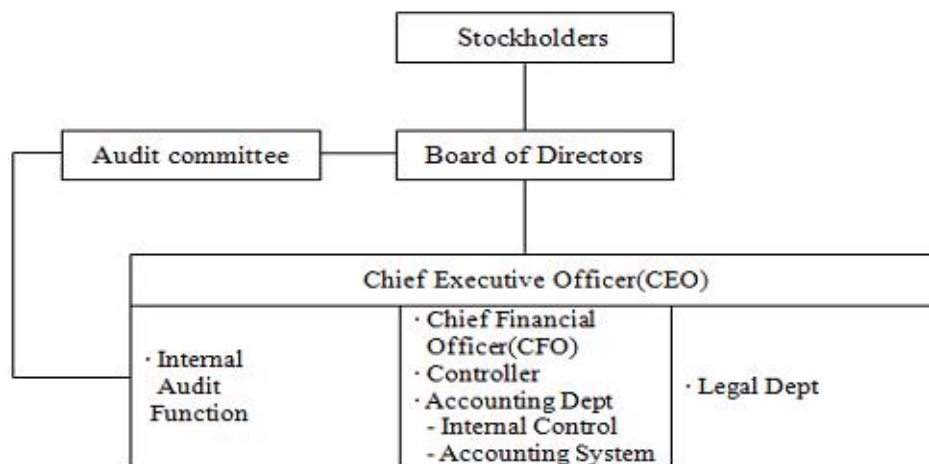 Stockholders
Audit committee
Board of Directors
Chief Executive Officer(CEO)
· Internal
Audit
Function
· Chief Financial
Officer(CFO)
· Controller
· Accounting Dept
- Internal Control
- Accounting System
· Legal Dept